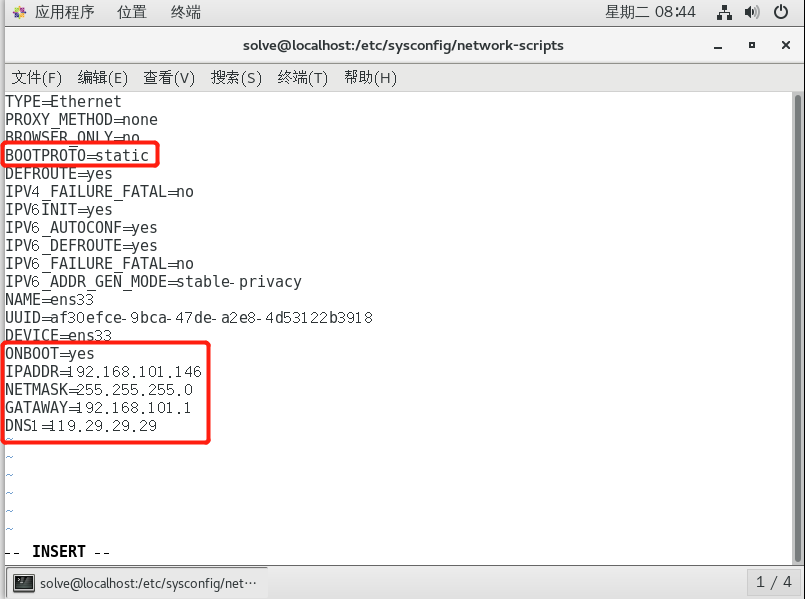 应用程序 位置 终端 星期二 08:44
solve@localhost:/etc/sysconfig/network-scripts
文件(F) 编辑(E) 查看(V) 搜索(S) 终端(T) 帮助(H)
TYPE=Ethernet
PROXY_METHOD=none
BROWSER_ONLY=no
BOOTPROTO=static
DEFROUTE=yes
IPV4_FAILURE_FATAL=no
IPV6INIT=yes
IPV6_AUTOCONF=yes
IPV6_DEFROUTE=yes
IPV6_FAILURE_FATAL=no
IPV6_ADDR_GEN_MODE=stable-privacy
NAME=ens33
UUID=af30efce-9bca-47de-a2e8-4d53122b3918
DEVICE=ens33
ONBOOT=yes
IPADDR=192.168.101.146
NETMASK=255.255.255.0
GATAWAY=192.168.101.1
DNS1=119.29.29.29
~
~
~
~
~
~
-- INSERT --
solve@localhost:/etc/sysconfig/net··· 1 / 4